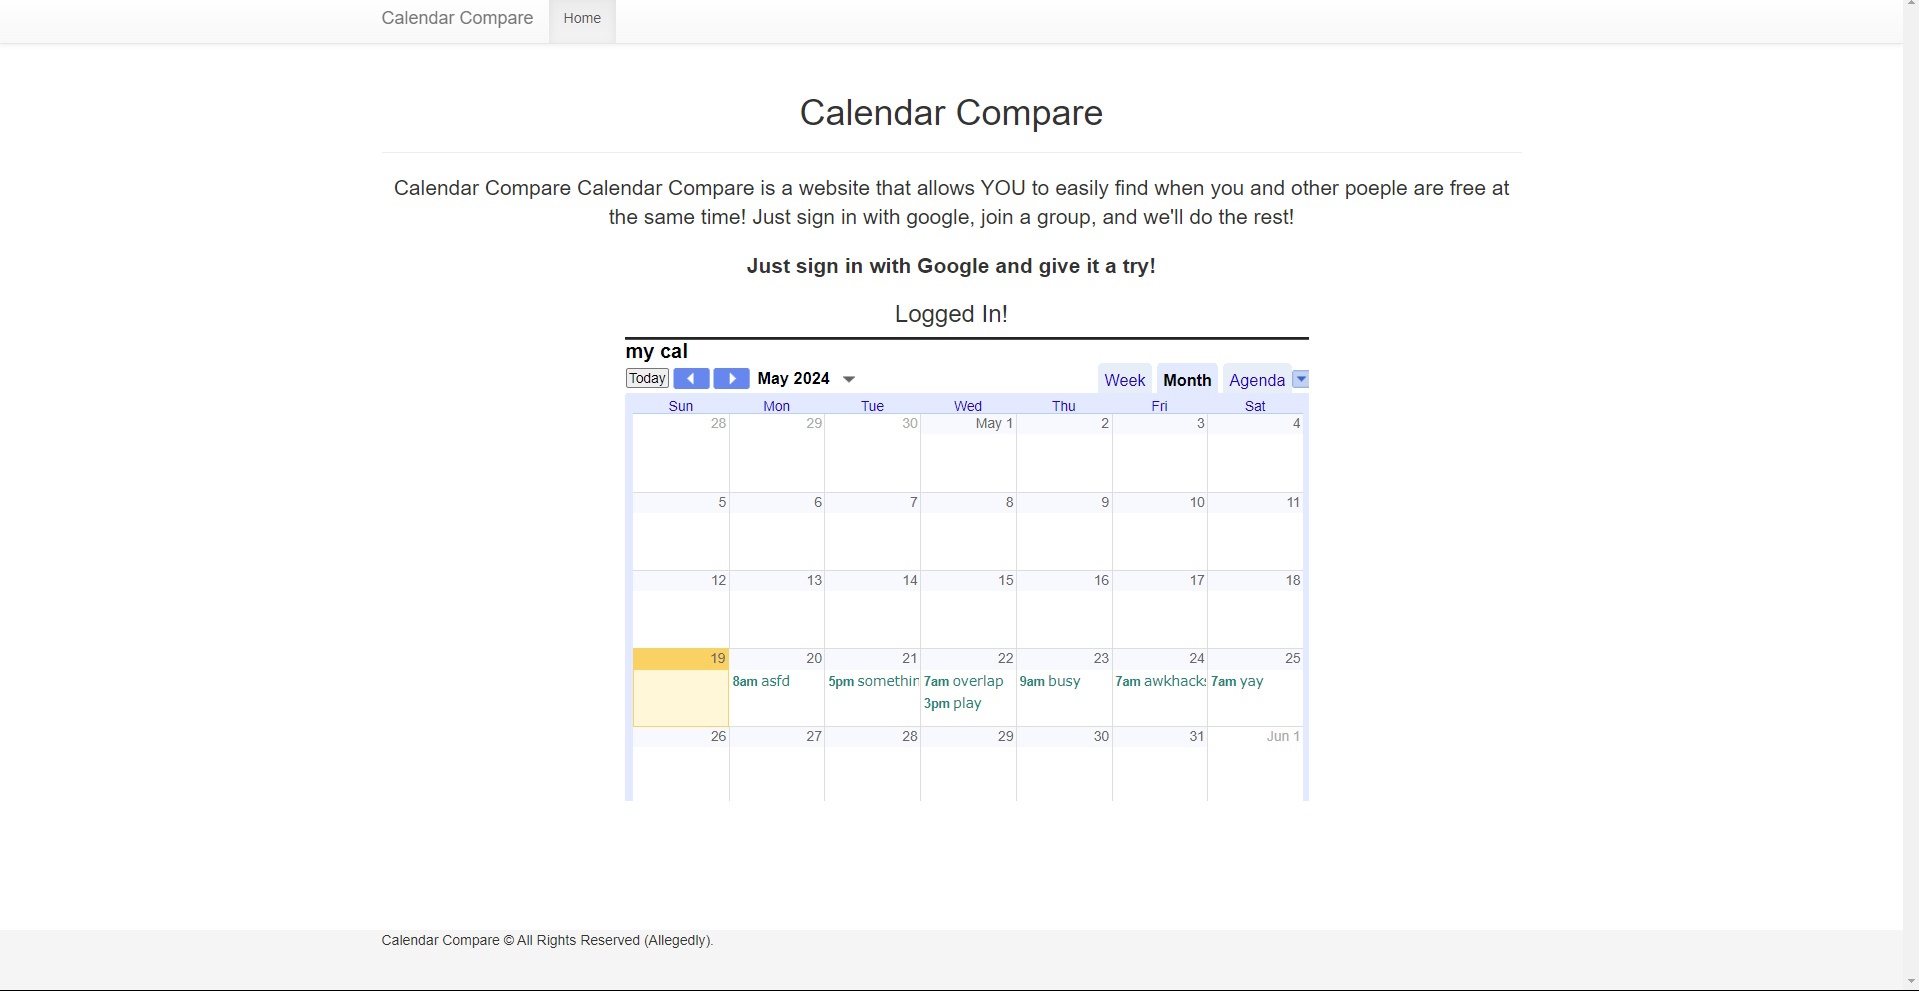 Calendar Compare Home
Calendar Compare
Calendar Compare Calendar Compare is a website that allows YOU to easily find when you and other poeple are free at
the same time! Just sign in with google, join a group, and we'll do the rest!
Just sign in with Google and give it a try!
Logged In!
my cal
Today May 2024 Week Month Agenda
Sun Mon Tue Wed Thu Fri Sat
28 29 30 May 1 2 3 4
5 6 7 8 9 10 11
12 13 14 15 16 17 18
19 20 21 22 23 24 25
8am asfd 5pm somethin 7am overlap 9am busy 7am awkhacks 7am yay
3pm play
26 27 28 29 30 31 Jun 1
Calendar Compare © All Rights Reserved (Allegedly).